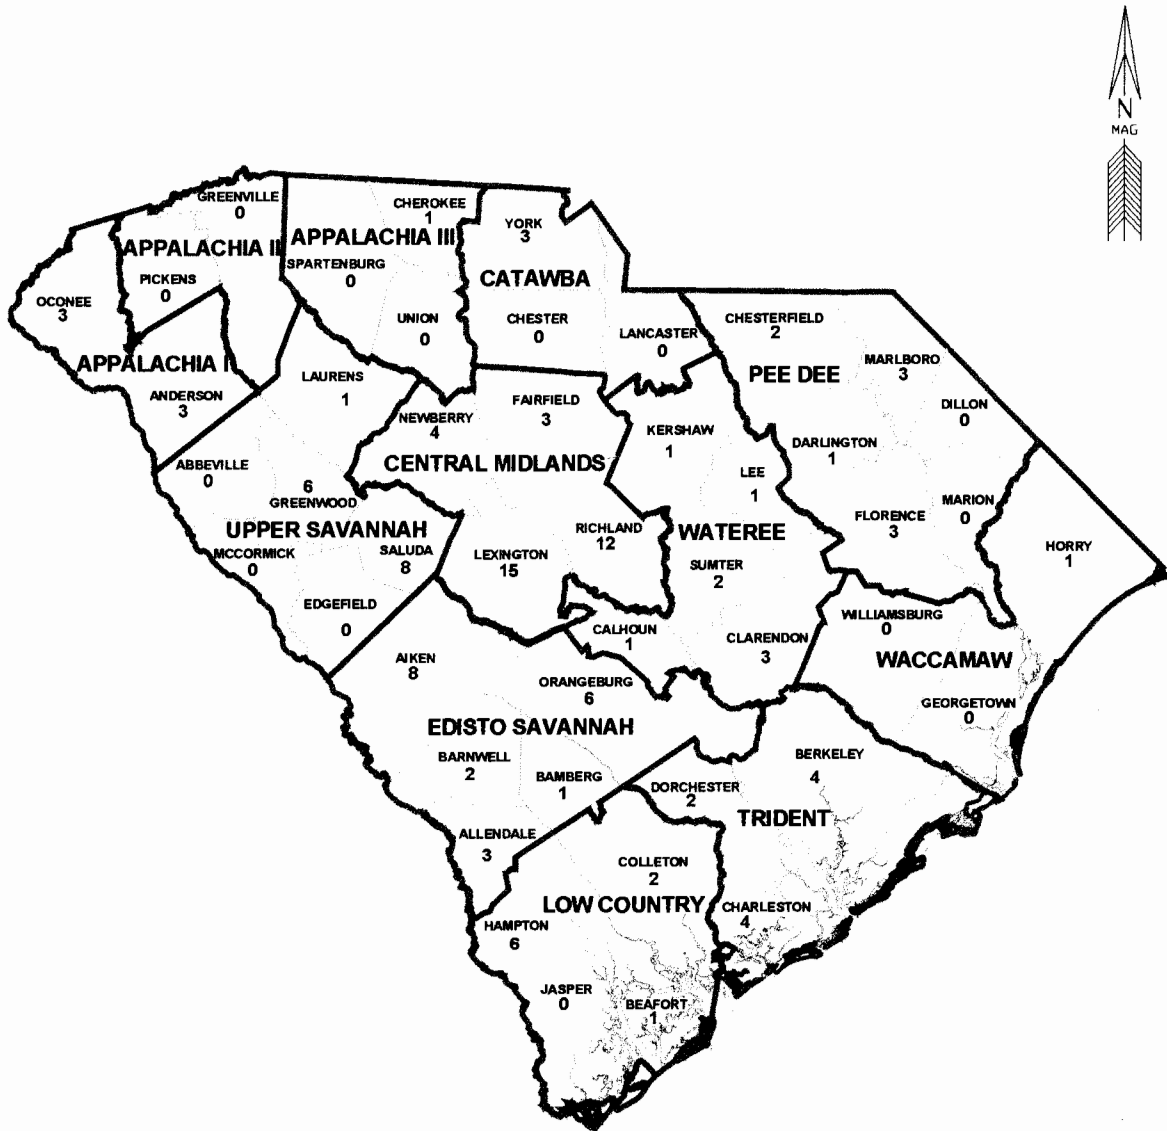 N
MAG
GREENVILLE
0
CHEROKEE
1
YORK
3
APPALACHIA II
APPALACHIA III
SPARTENBURG
0
PICKENS
0
OCONEE
3
CATAWBA
UNION
0
CHESTER
0
LANCASTER
0
CHESTERFIELD
2
APPALACHIA I
ANDERSON
3
LAURENS
1
PEE DEE
MARLBORO
3
DILLON
0
NEWBERRY
4
FAIRFIELD
3
KERSHAW
1
DARLINGTON
1
CENTRAL MIDLANDS
ABBEVILLE
0
6
GREENWOOD
LEE
1
MARION
0
FLORENCE
3
UPPER SAVANNAH
RICHLAND
12
WATEREE
HORRY
1
MCCORMICK
0
SALUDA
8
LEXINGTON
15
SUMTER
2
EDGEFIELD
0
CALHOUN
1
CLARENDON
3
WILLIAMSBURG
0
WACCAMAW
AIKEN
8
ORANGEBURG
6
GEORGETOWN
0
EDISTO SAVANNAH
BARNWELL
2
BAMBERG
1
DORCHESTER
2
BERKELEY
4
TRIDENT
ALLENDALE
3
COLLETON
2
LOW COUNTRY
CHARLESTON
4
HAMPTON
6
JASPER
0
BEAFORT
1